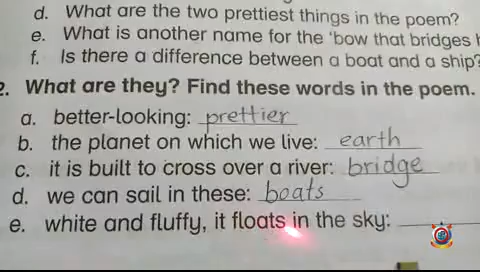 d. What are the two prettiest things in the poem?
e. What is another name for the 'bow that bridges
f. Is there a difference between a boat and a ship?
2. What are they? Find these words in the poem.
a. better-looking: prettier
b. the planet on which we live: earth
c. it is built to cross over a river: bridge
d. we can sail in these: boats
e. white and fluffy, it floats in the sky: